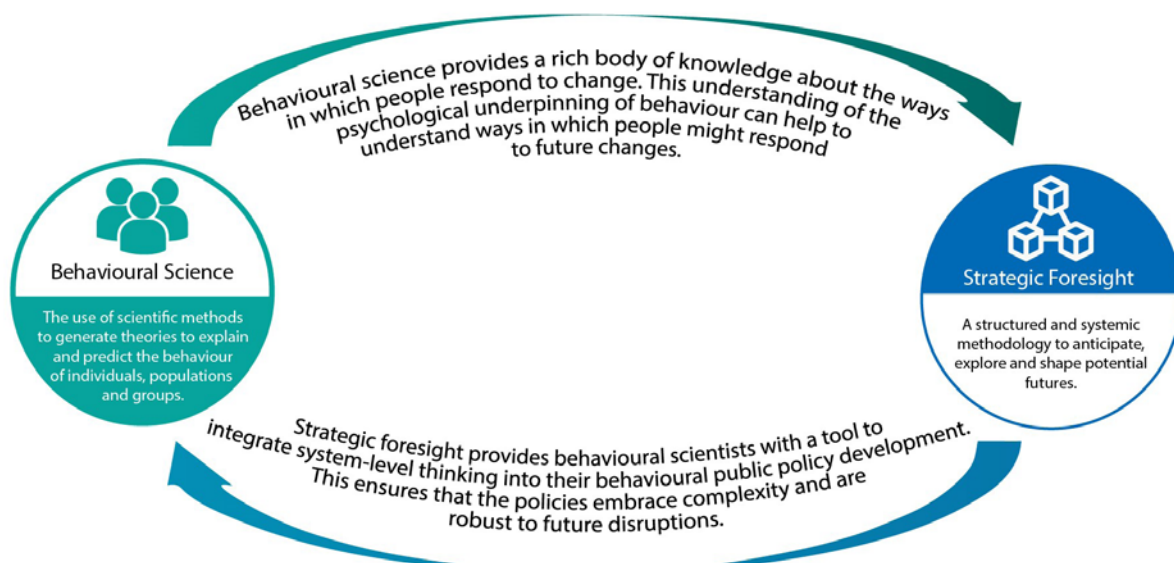 Behavioural science provides a rich body of knowledge about the ways
in which people respond to change. This understanding of the
psychological underpinning of behaviour can help to
understand ways in which people might respond
to future changes.
Behavioural Science
The use of scientific methods
to generate theories to explain
and predict the behaviour
of individuals, populations
and groups.
Strategic Foresight
A structured and systemic
methodology to anticipate,
explore and shape potential
futures.
Strategic foresight provides behavioural scientists with a tool to
integrate system-level thinking into their behavioural public policy development.
This ensures that the policies embrace complexity and are
robust to future disruptions.